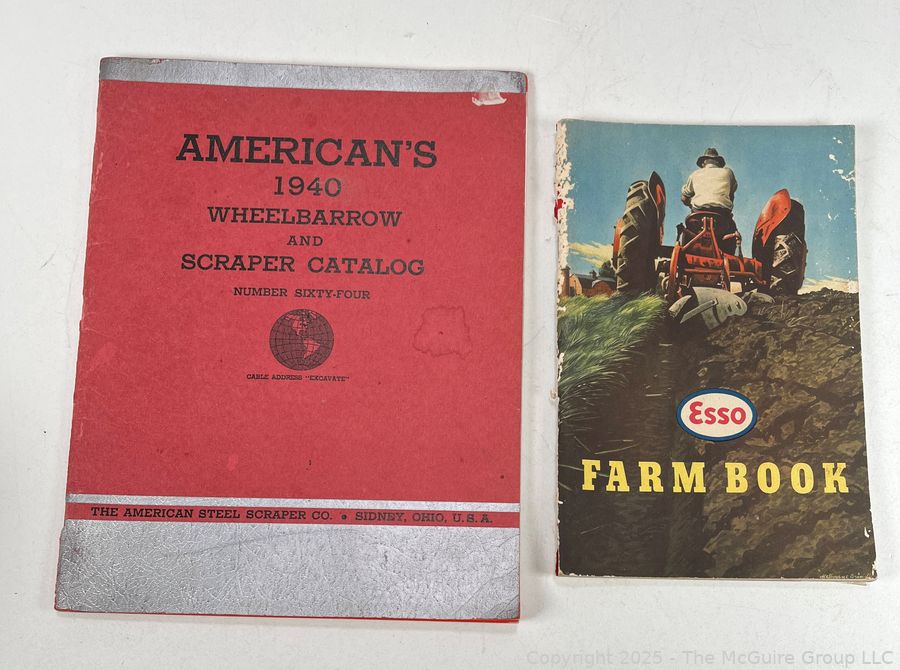 AMERICAN'S
1940
WHEELBARROW
AND
SCRAPER CATALOG
NUMBER SIXTY-FOUR
CABLE ADDRESS "EXCAVATE"
THE AMERICAN STEEL SCRAPER CO. • SIDNEY, OHIO, U.S.A.
Esso
FARM BOOK
Copyright © 2025 - The McGuire Group LLC